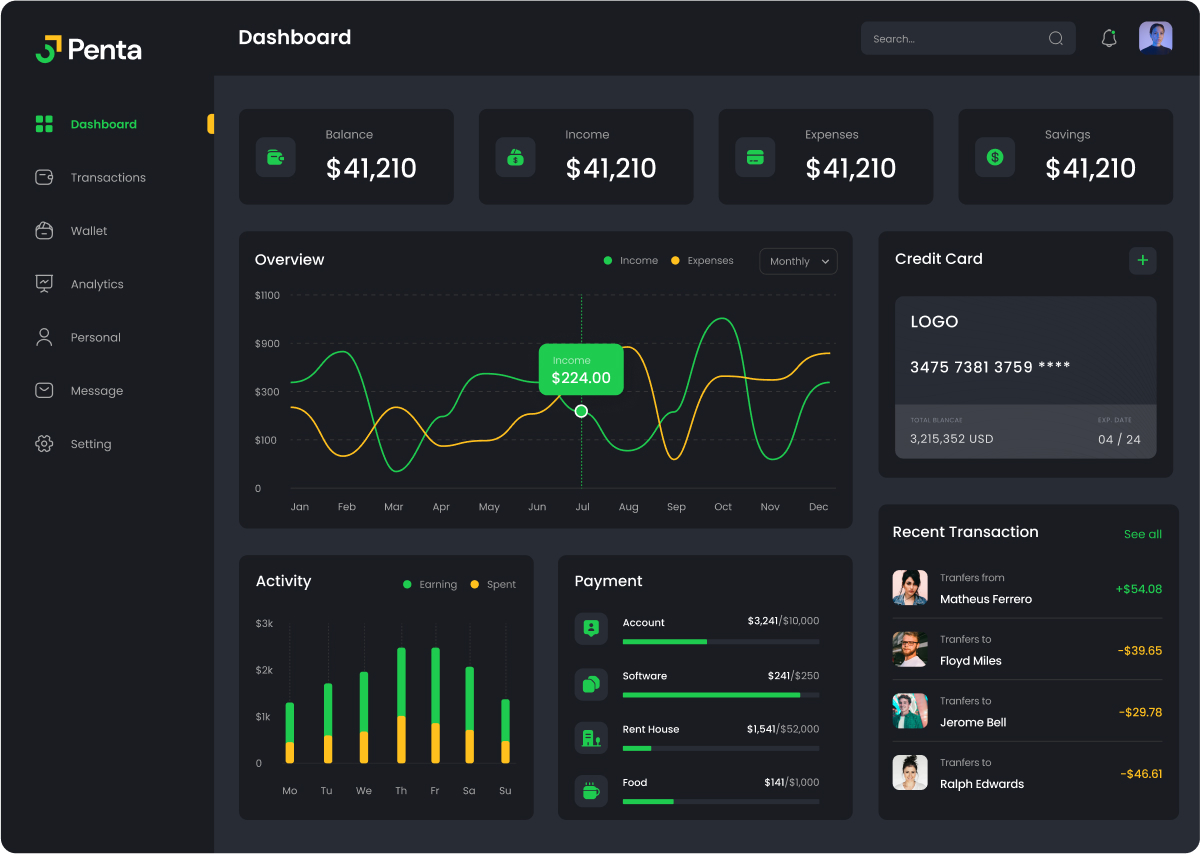 Penta
Dashboard
Search...
Dashboard
Transactions
Wallet
Analytics
Personal
Message
Setting
Balance
$41,210
Income
$41,210
Expenses
$41,210
Savings
$41,210
Overview
Income
Expenses
Monthly
$1100
$900
$300
$100
0
Income
$224.00
Jan Feb Mar Apr May Jun Jul Aug Sep Oct Nov Dec
Credit Card
+
LOGO
3475 7381 3759 ****
TOTAL BLANCAE
EXP. DATE
3,215,352 USD
04 / 24
Activity
Earning
Spent
$3k
$2k
$1k
0
Mo Tu We Th Fr Sa Su
Payment
Account
$3,241/$10,000
Software
$241/$250
Rent House
$1,541/$52,000
Food
$141/$1,000
Recent Transaction
See all
Tranfers from
Matheus Ferrero
+$54.08
Tranfers to
Floyd Miles
-$39.65
Tranfers to
Jerome Bell
-$29.78
Tranfers to
Ralph Edwards
-$46.61